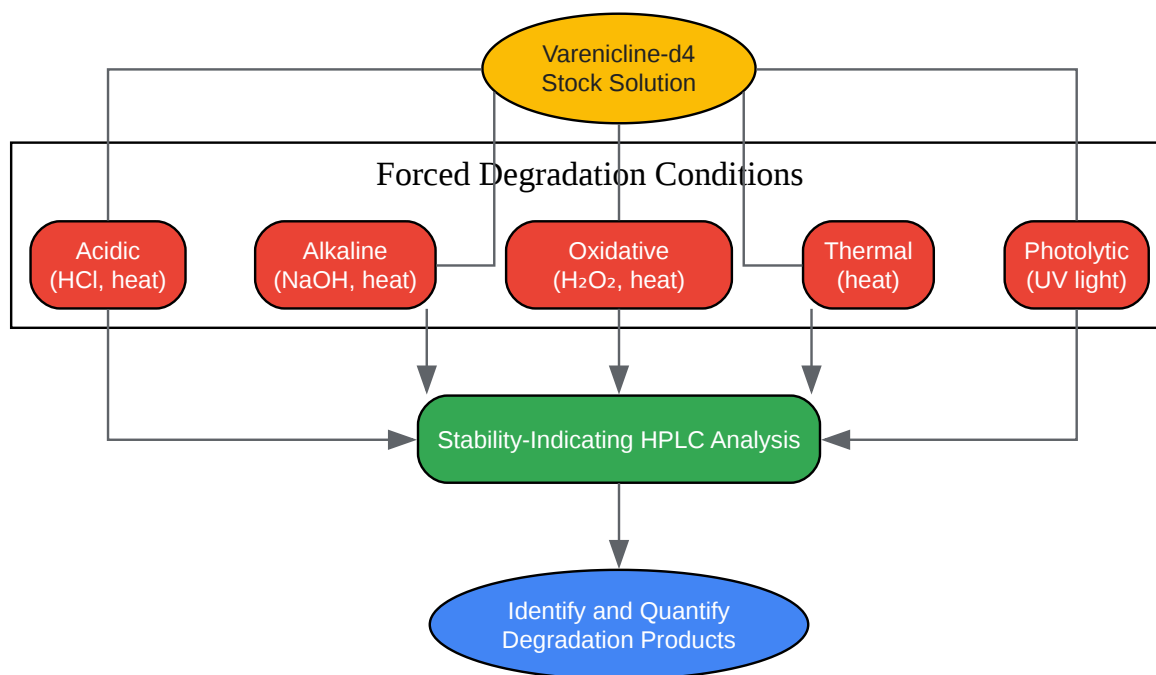 Varenicline-d4
Stock Solution
Forced Degradation Conditions
Acidic
(HCl, heat)
Alkaline
(NaOH, heat)
Oxidative
(H₂O₂, heat)
Thermal
(heat)
Photolytic
(UV light)
Stability-Indicating HPLC Analysis
Identify and Quantify
Degradation Products